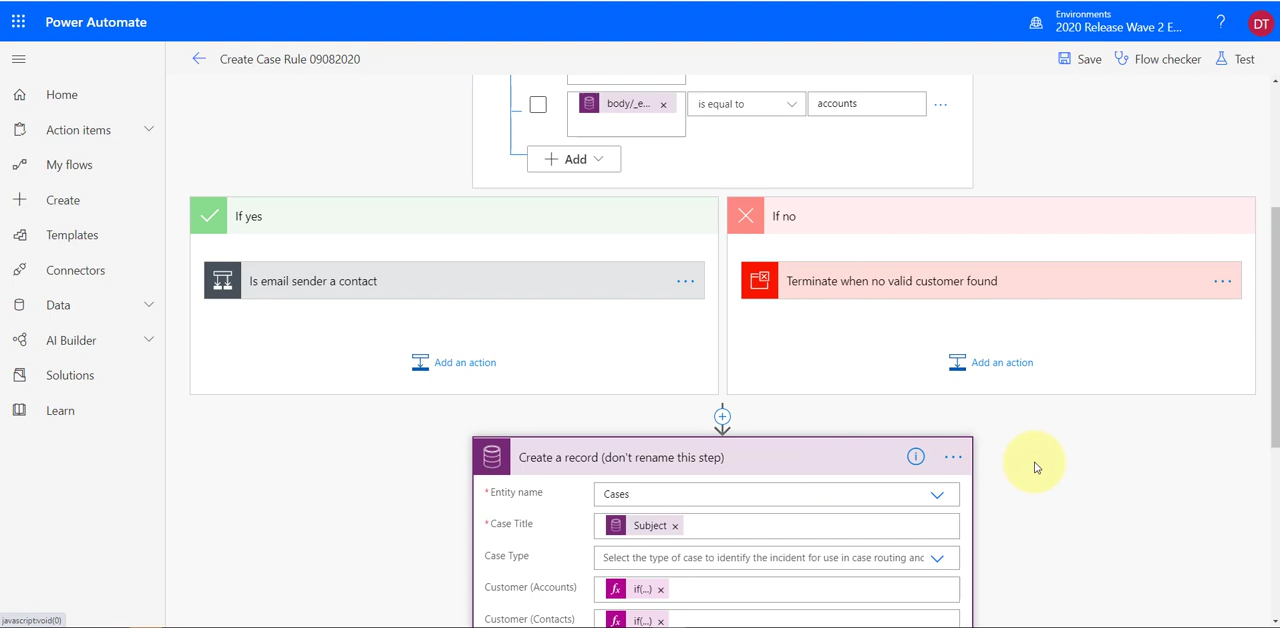 Power Automate
Environments
2020 Release Wave 2 E...
?
DT
Create Case Rule 09082020
Save
Flow checker
Test
Home
Action items
My flows
Create
Templates
Connectors
Data
AI Builder
Solutions
Learn
body/_e... ×
is equal to
accounts
...
+ Add
If yes
If no
Is email sender a contact
...
Terminate when no valid customer found
...
Add an action
Add an action
Create a record (don't rename this step)
...
* Entity name
Cases
* Case Title
Subject ×
Case Type
Select the type of case to identify the incident for use in case routing anc
Customer (Accounts)
fx if(...) ×
Customer (Contacts)
fx if(...) ×
javascript:void(0)